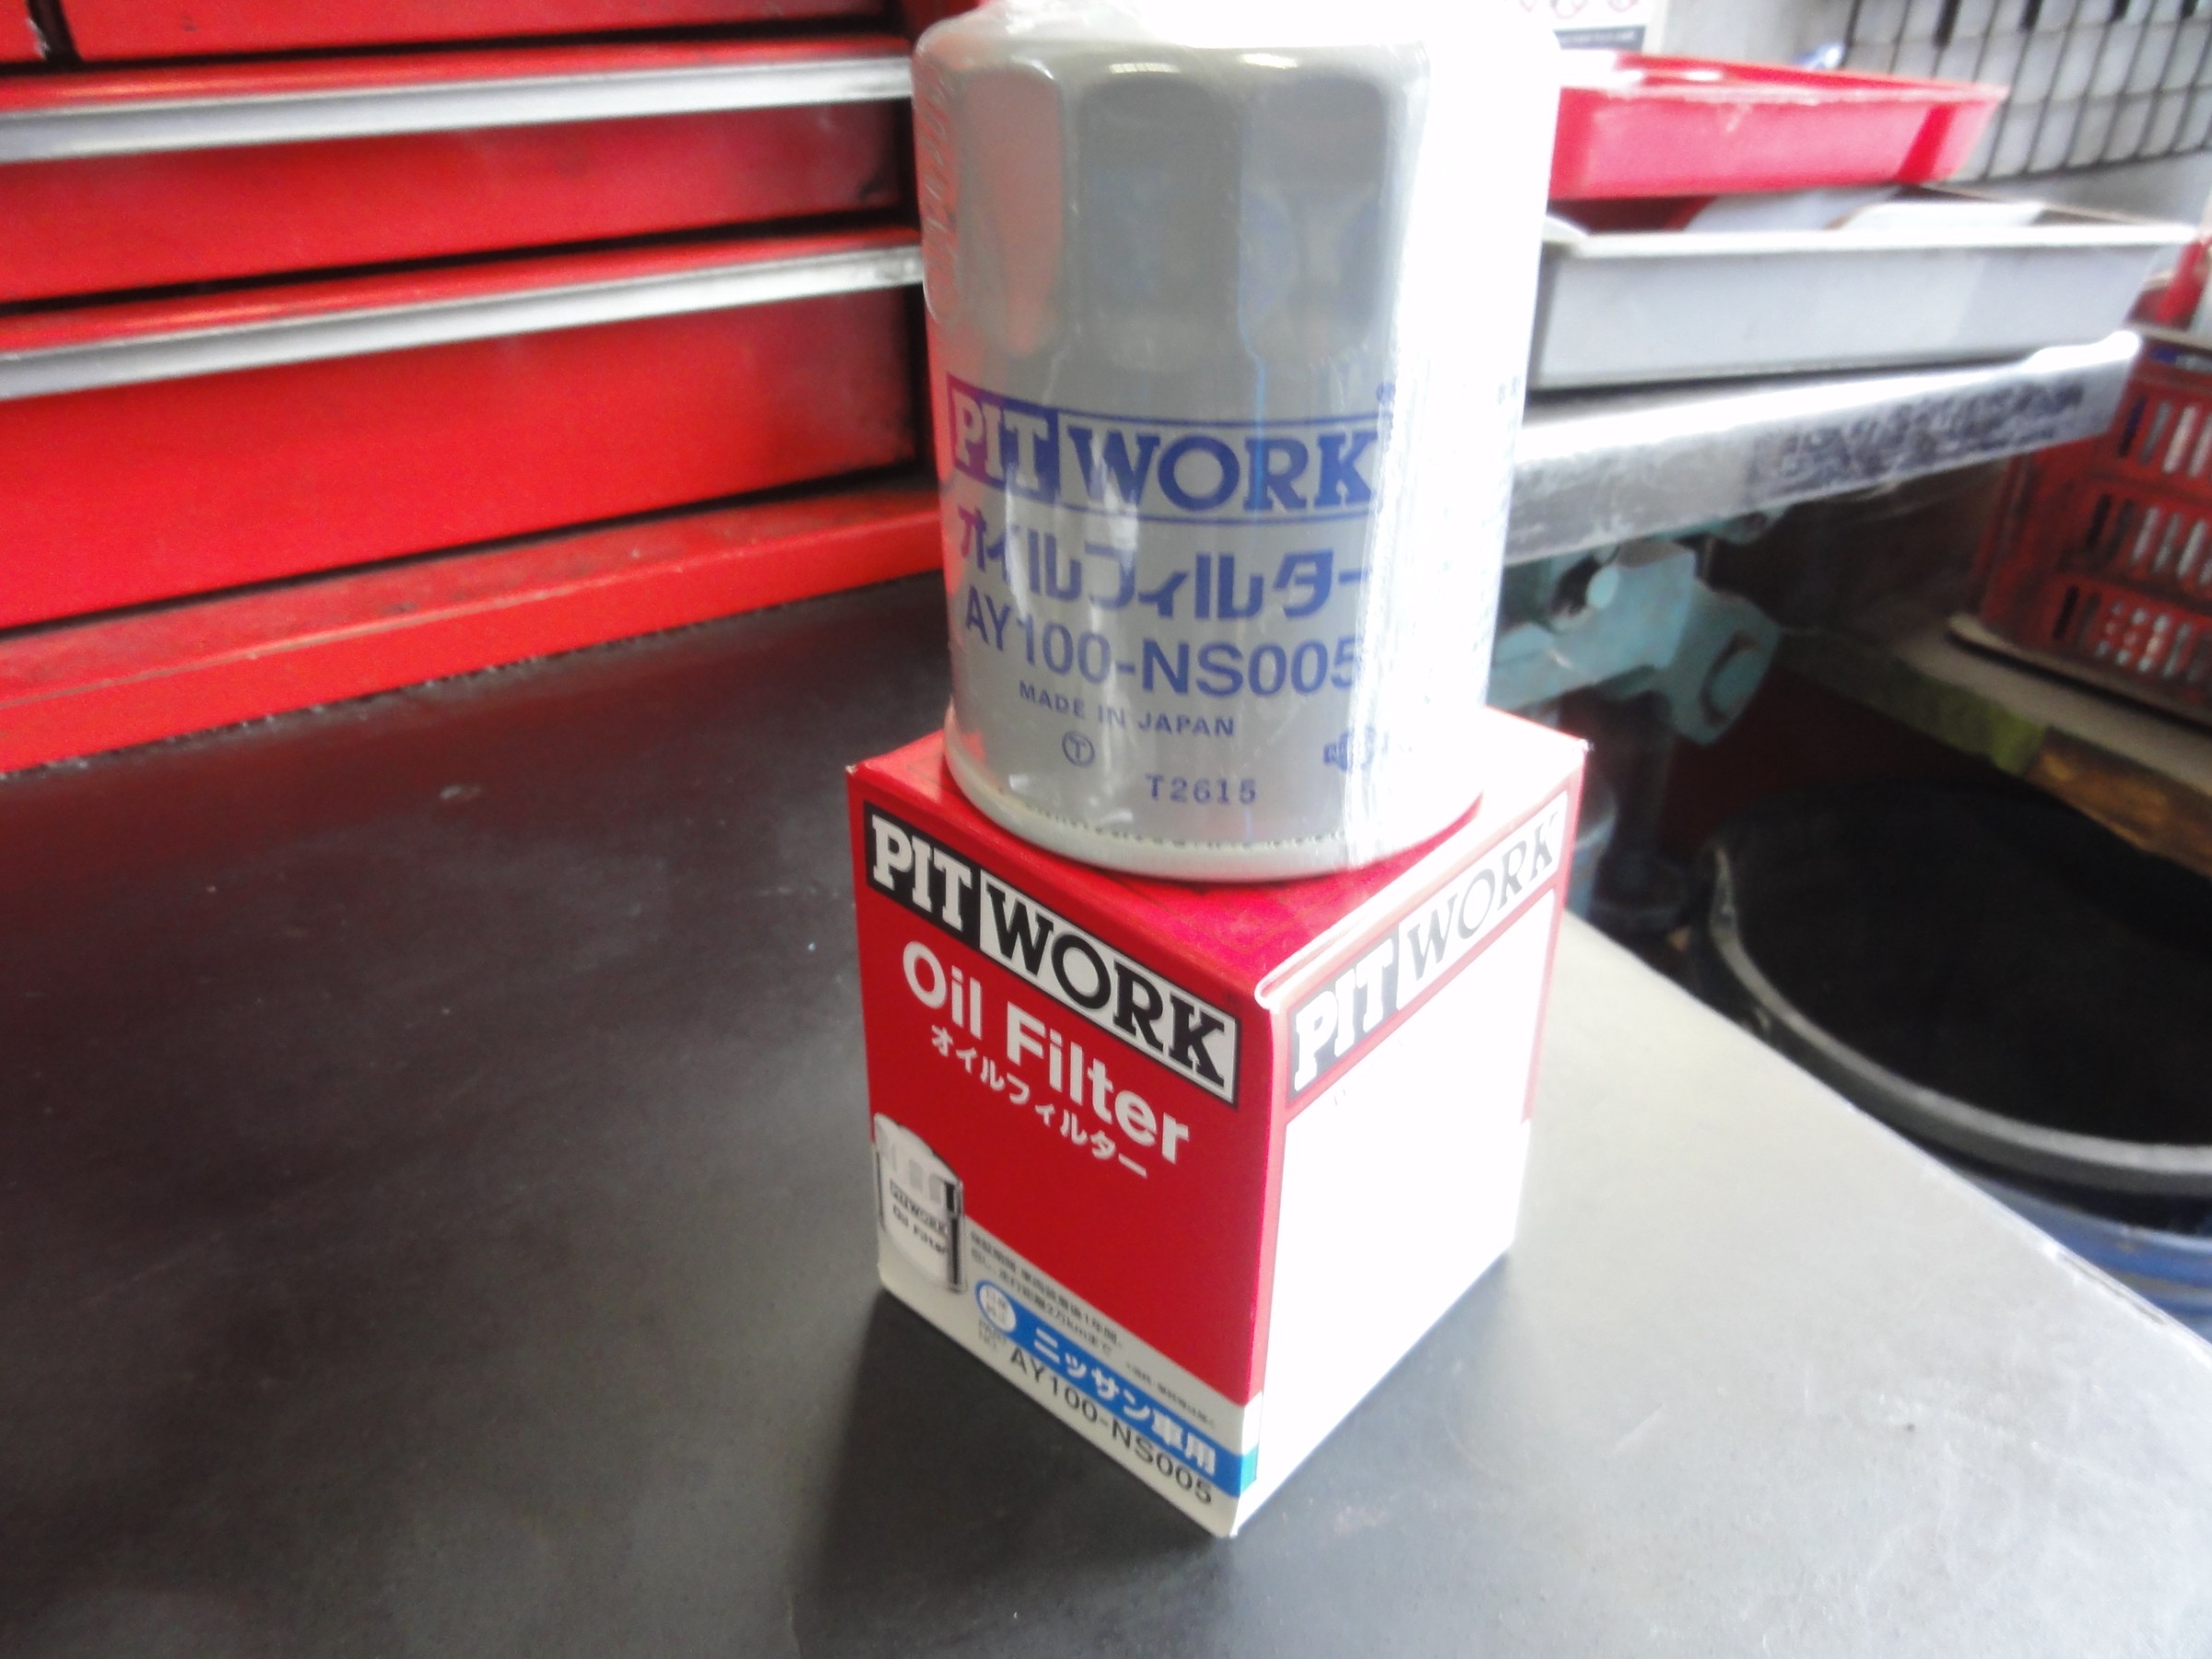 PIT WORK
オイルフィルター
AY100-NS005
MADE IN JAPAN
T
T2615
PIT WORK
Oil Filter
オイルフィルター
PIT WORK
Oil Filter
ニッサン車用
AY100-NS005
PIT WORK